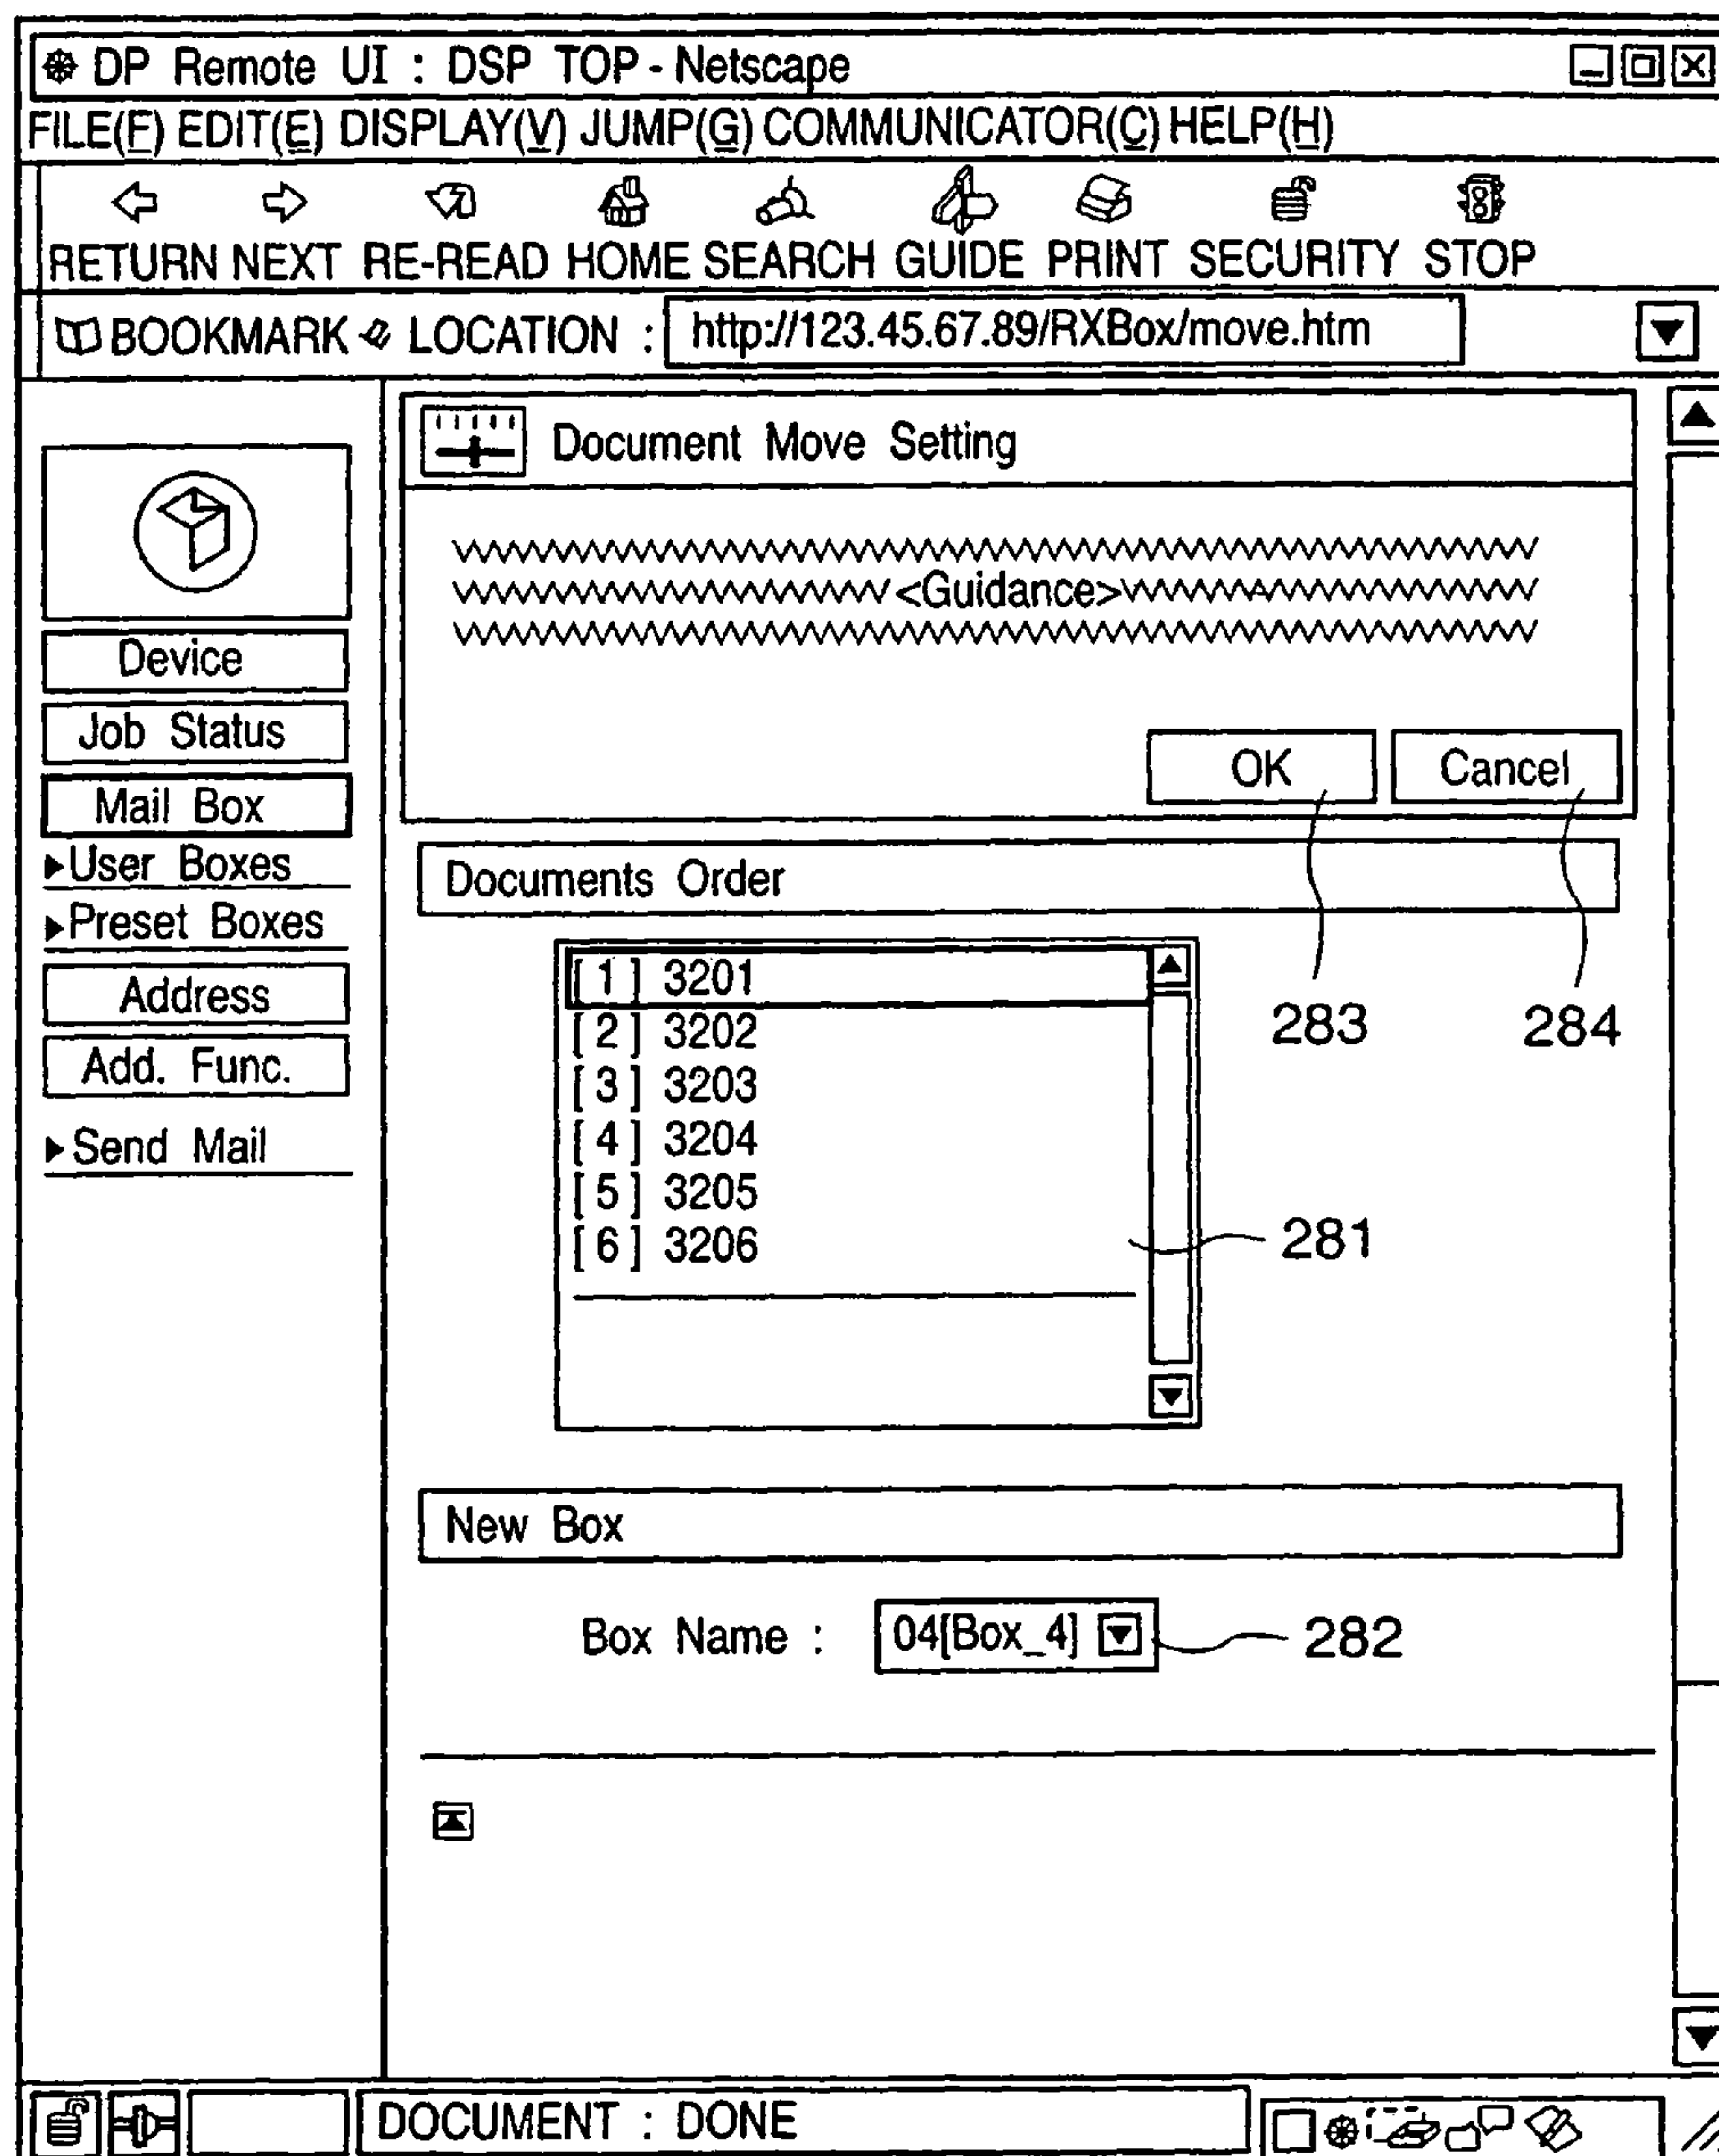 DP Remote UI : DSP TOP - Netscape
FILE(F) EDIT(E) DISPLAY(V) JUMP(G) COMMUNICATOR(C) HELP(H)
RETURN NEXT RE-READ HOME SEARCH GUIDE PRINT SECURITY STOP
BOOKMARK LOCATION : http://123.45.67.89/RXBox/move.htm
Device
Job Status
Mail Box
User Boxes
Preset Boxes
Address
Add. Func.
Send Mail
Document Move Setting
<Guidance>
OK Cancel
283 284
Documents Order
[ 1 ] 3201
[ 2 ] 3202
[ 3 ] 3203
[ 4 ] 3204
[ 5 ] 3205
[ 6 ] 3206
281
New Box
Box Name : 04[Box_4] 282
DOCUMENT : DONE